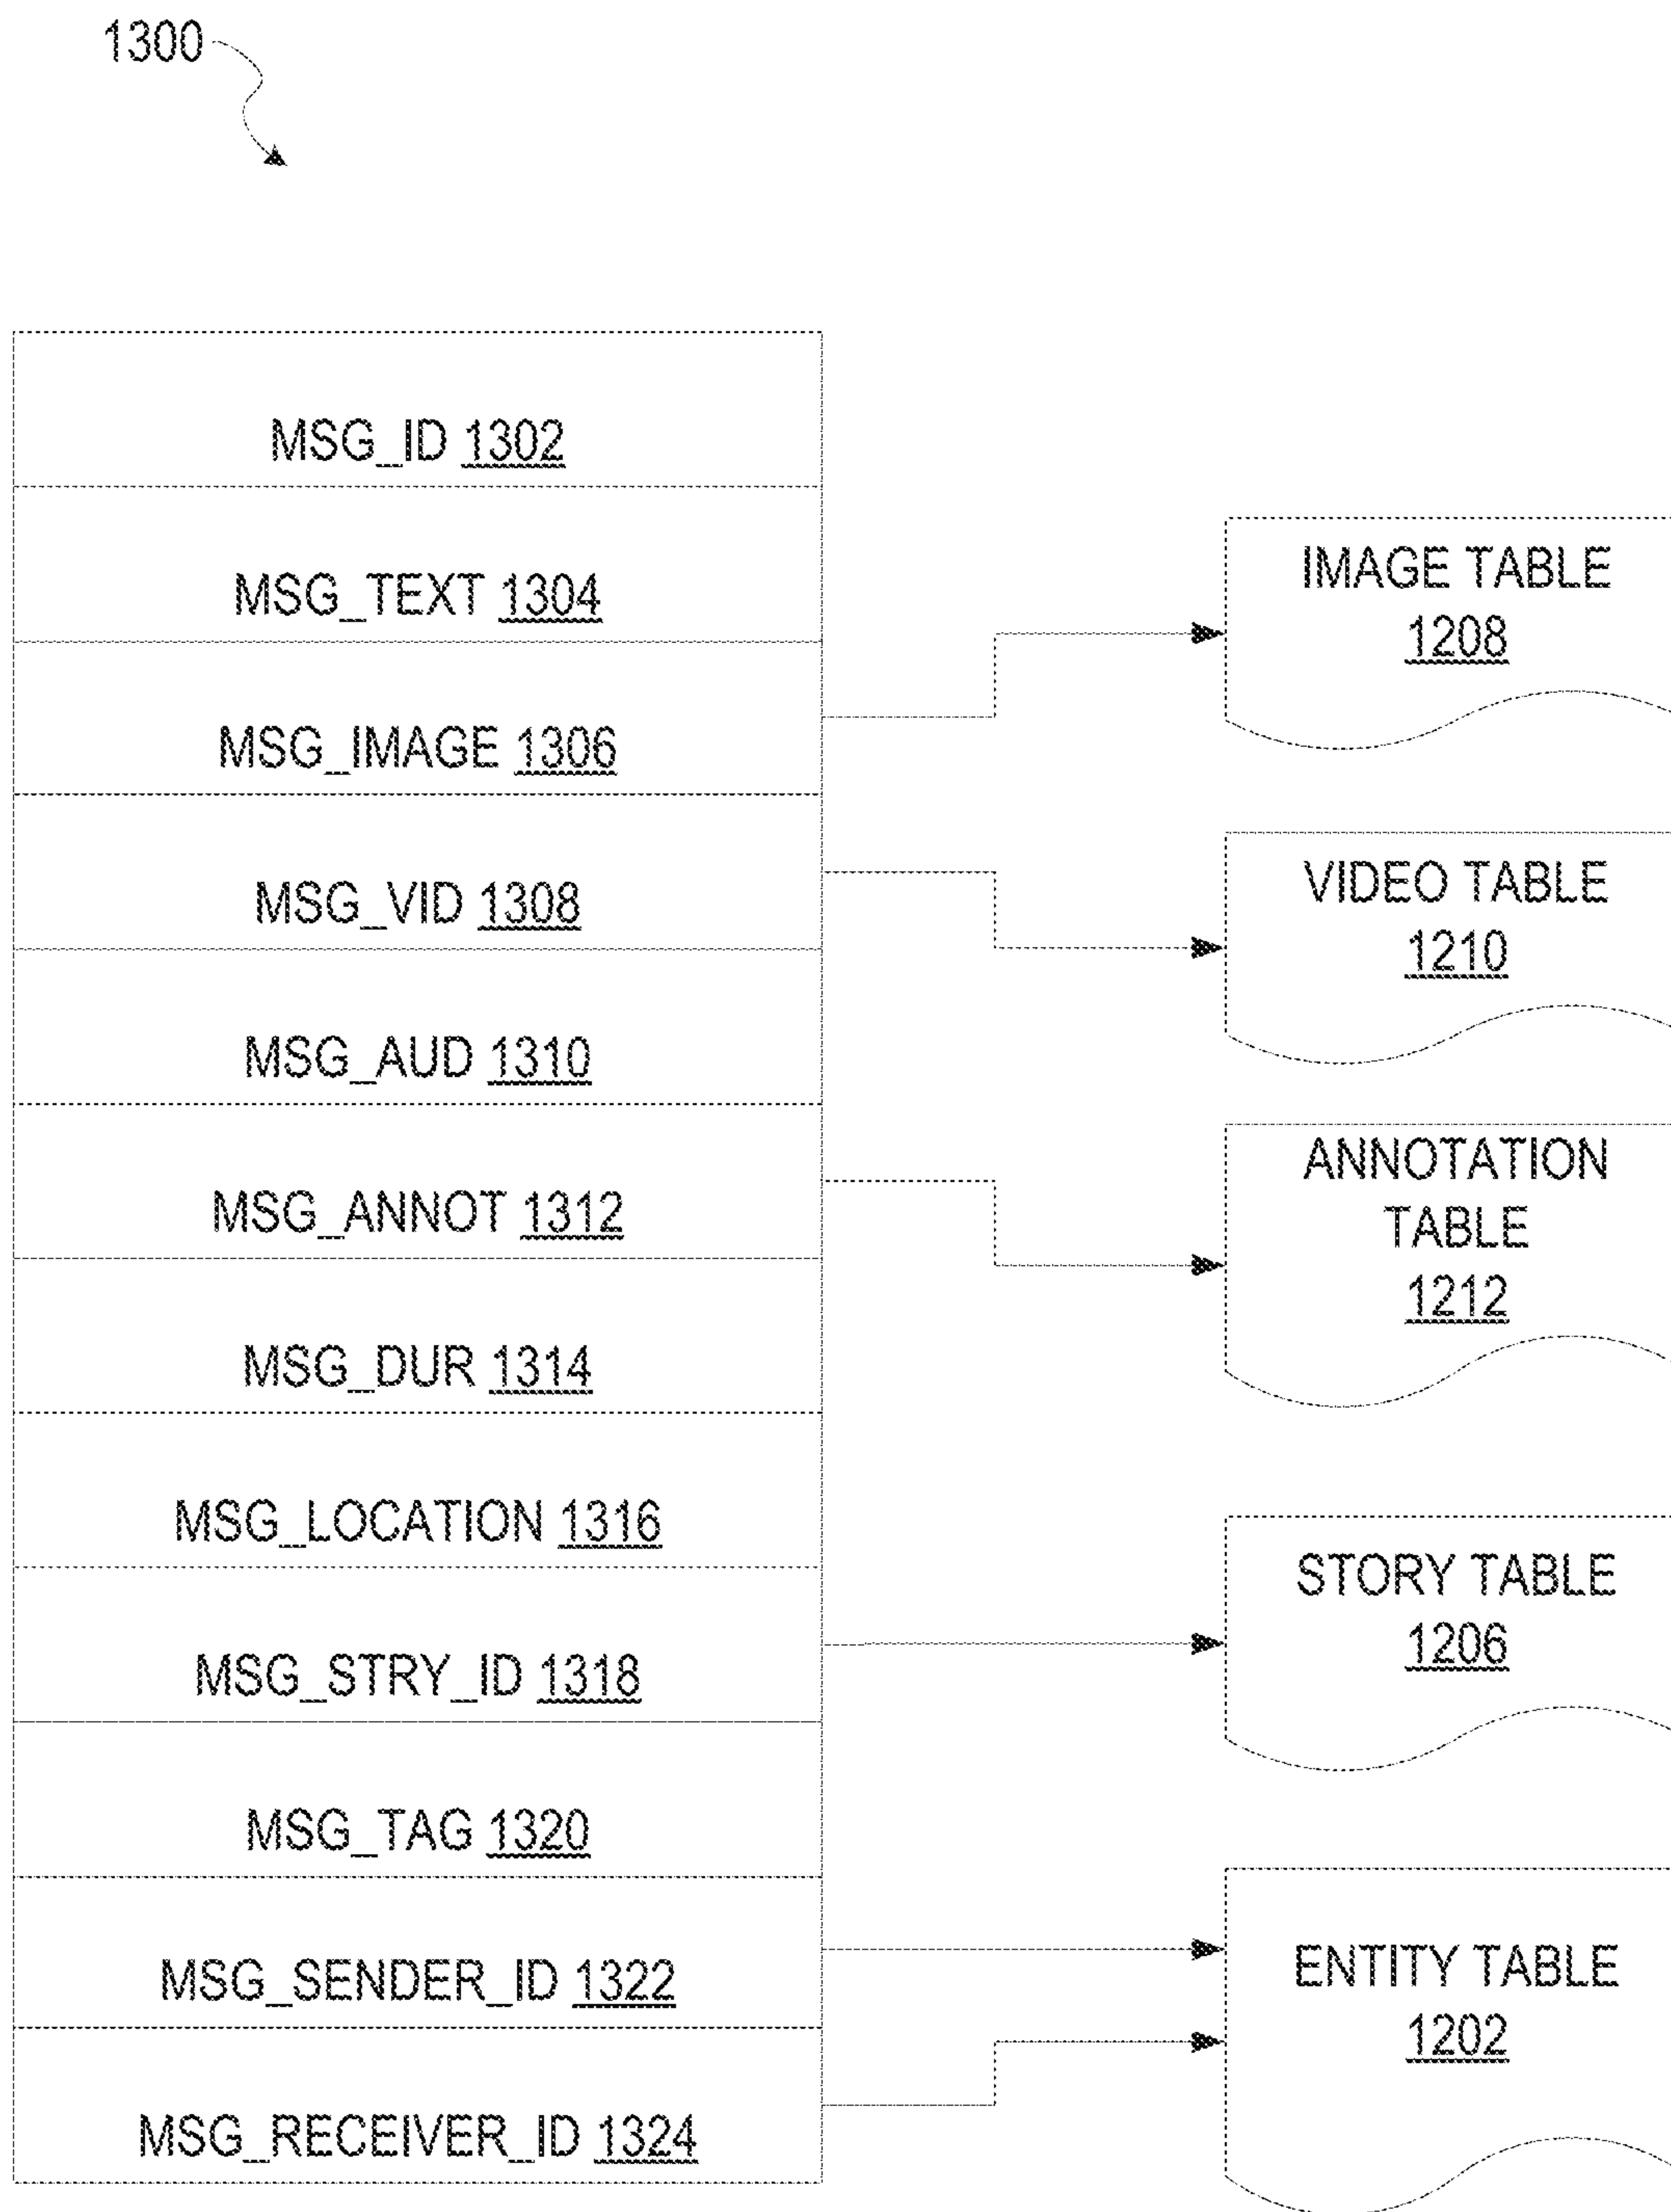 1300
MSG_ID 1302
MSG_TEXT 1304
MSG_IMAGE 1306
MSG_VID 1308
MSG_AUD 1310
MSG_ANNOT 1312
MSG_DUR 1314
MSG_LOCATION 1316
MSG_STRY_ID 1318
MSG_TAG 1320
MSG_SENDER_ID 1322
MSG_RECEIVER_ID 1324
IMAGE TABLE
1208
VIDEO TABLE
1210
ANNOTATION
TABLE
1212
STORY TABLE
1206
ENTITY TABLE
1202